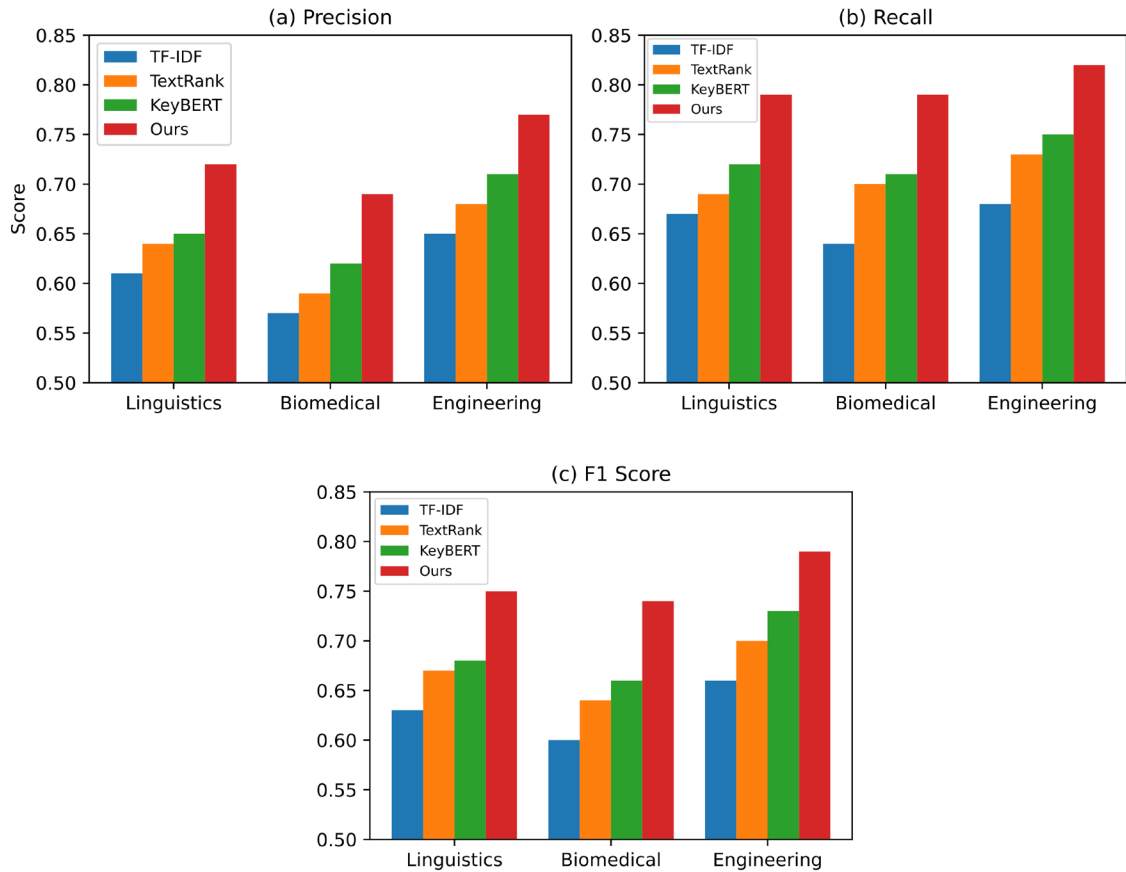 (a) Precision
0.85
0.80
0.75
0.70
0.65
0.60
0.55
0.50
Score
TF-IDF
TextRank
KeyBERT
Ours
Linguistics Biomedical Engineering
(b) Recall
0.85
0.80
0.75
0.70
0.65
0.60
0.55
0.50
TF-IDF
TextRank
KeyBERT
Ours
Linguistics Biomedical Engineering
(c) F1 Score
0.85
0.80
0.75
0.70
0.65
0.60
0.55
0.50
TF-IDF
TextRank
KeyBERT
Ours
Linguistics Biomedical Engineering